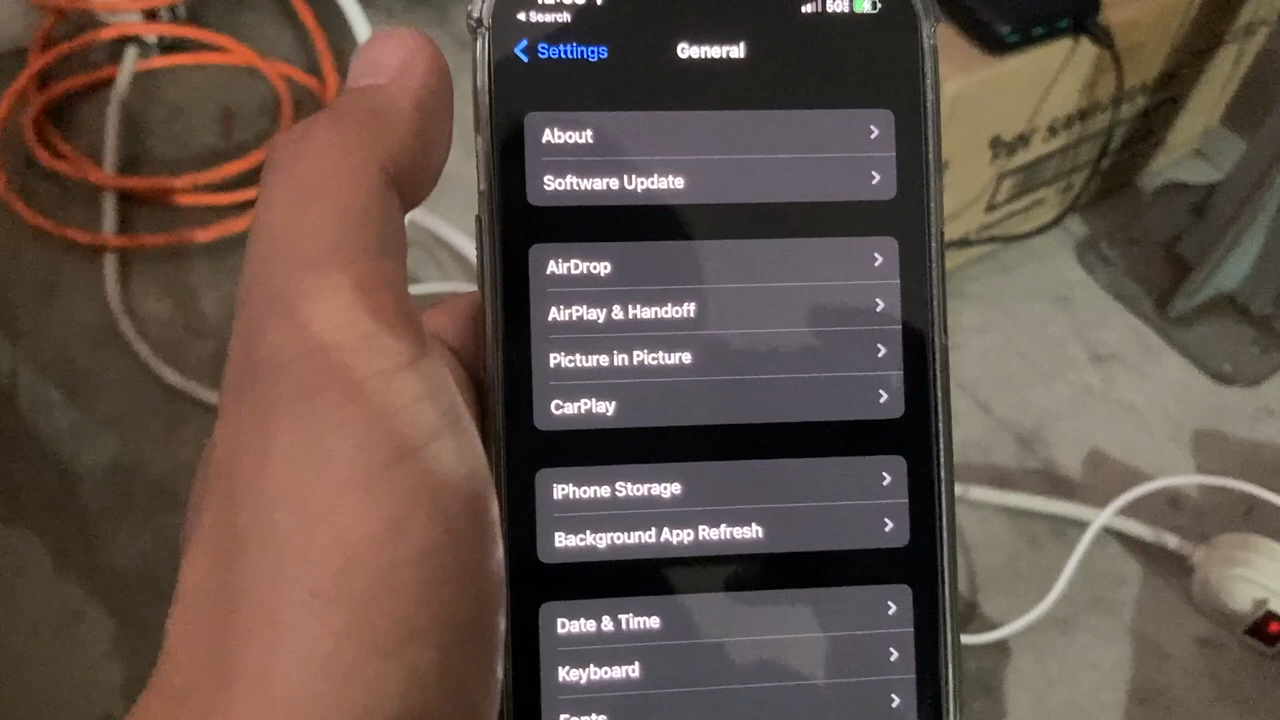 Search
Settings
General
About
Software Update
AirDrop
AirPlay & Handoff
Picture in Picture
CarPlay
iPhone Storage
Background App Refresh
Date & Time
Keyboard
Fonts